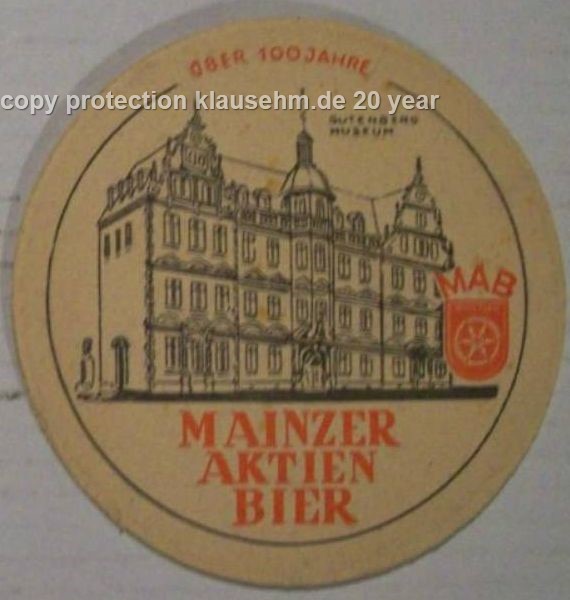 ÜBER 100 JAHRE
copy protection klausehm.de 20 year
GUTENBERG
MUSEUM
MAB
MAINZER
AKTIEN
BIER